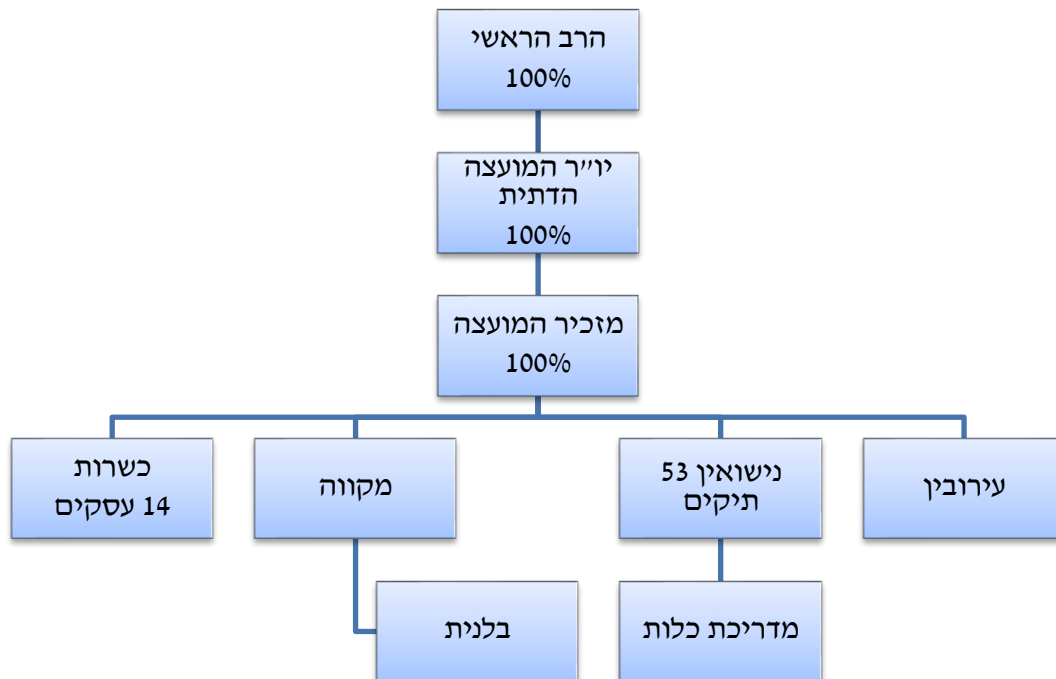 הרב הראשי
100%
יו״ר המועצה
הדתית
100%
מזכיר המועצה
100%
עירובין
נישואין 53
תיקים
מקווה
כשרות
14 עסקים
מדריכת כלות
בלנית